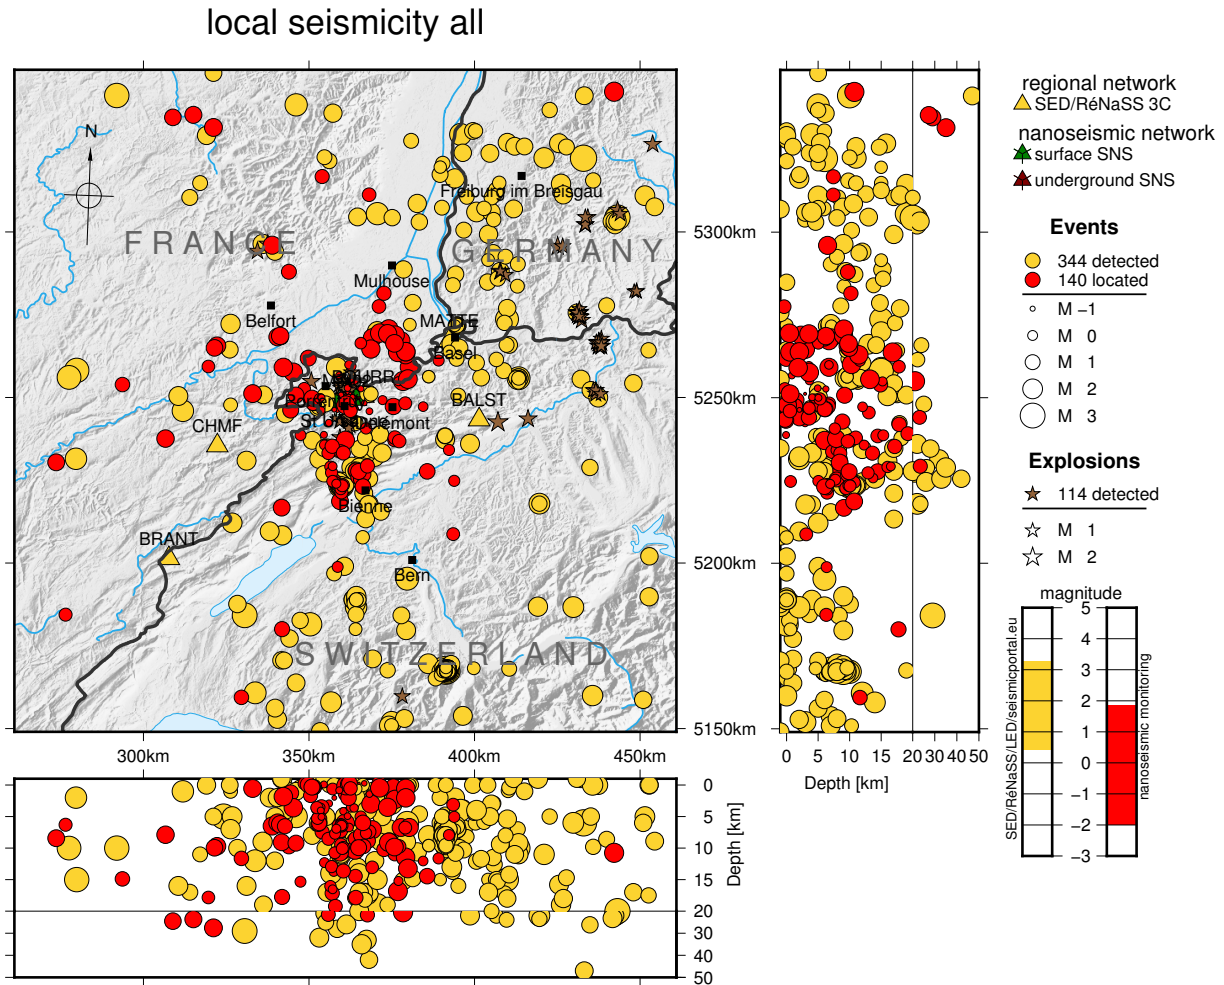 local seismicity all
N
FRANCE
GERMANY
SWITZERLAND
Freiburg im Breisgau
Mulhouse
Belfort
Basel
BALST
CHMF
BRANT
Bienne
Bern
5300km
5250km
5200km
5150km
300km
350km
400km
450km
0
5
10
15
20
30
40
50
Depth [km]
0
5
10
15
20
30
40
50
Depth [km]
regional network
SED/RéNaSS 3C
nanoseismic network
surface SNS
underground SNS
Events
344 detected
140 located
M −1
M 0
M 1
M 2
M 3
Explosions
114 detected
M 1
M 2
magnitude
5
4
3
2
1
0
−1
−2
−3
SED/RéNaSS/LED/seismicportal.eu
nanoseismic monitoring